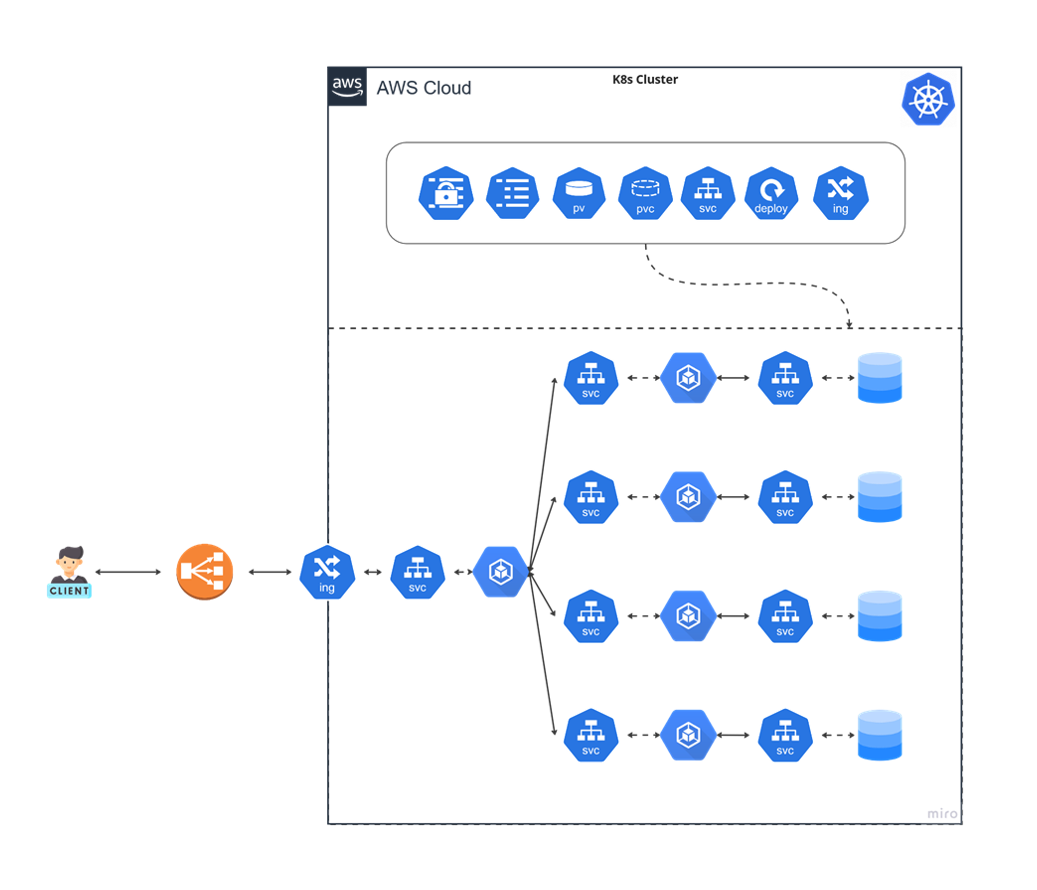 K8s Cluster
aws
AWS Cloud
pv
pvc
svc
deploy
ing
svc
svc
svc
svc
CLIENT
ing
svc
svc
svc
svc
svc
miro